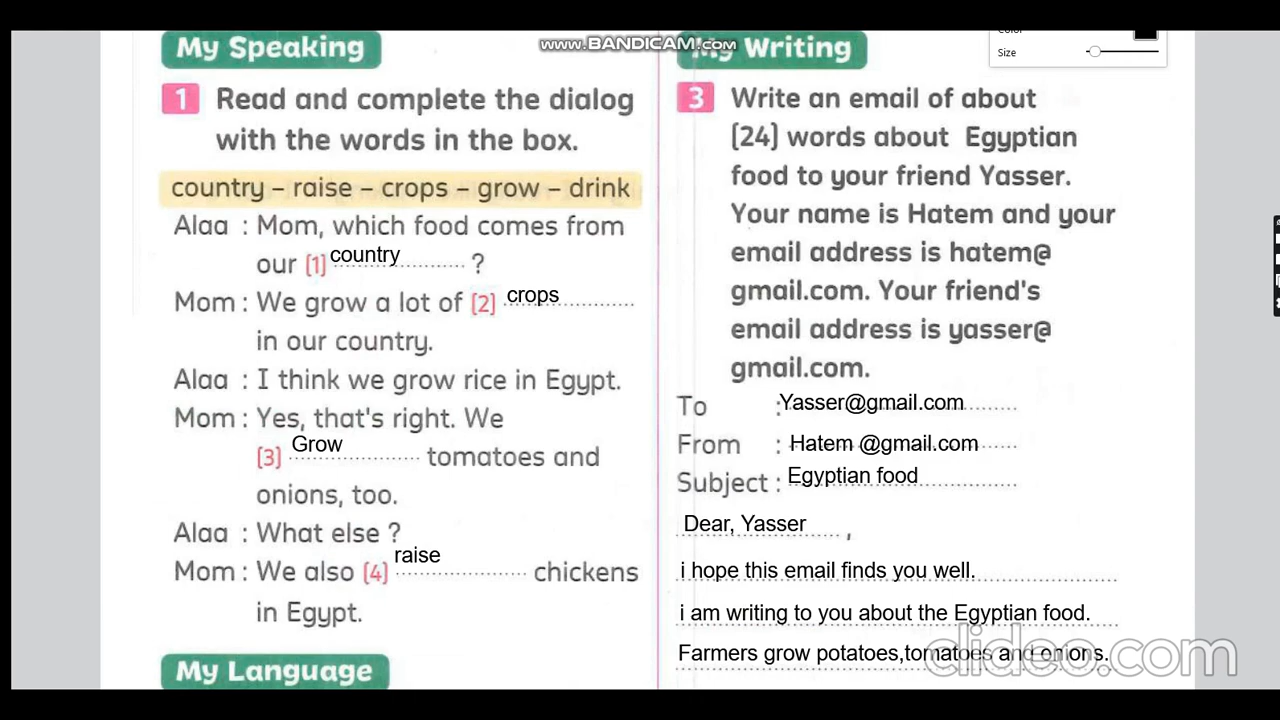 www.BANDICAM.com
My Speaking
1 Read and complete the dialog
with the words in the box.
country – raise – crops – grow – drink
Alaa : Mom, which food comes from
our (1) country ?
Mom : We grow a lot of (2) crops
in our country.
Alaa : I think we grow rice in Egypt.
Mom : Yes, that's right. We
(3) Grow tomatoes and
onions, too.
Alaa : What else ?
Mom : We also (4) raise chickens
in Egypt.
My Language
My Writing
Color
Size
3 Write an email of about
(24) words about Egyptian
food to your friend Yasser.
Your name is Hatem and your
email address is hatem@
gmail.com. Your friend's
email address is yasser@
gmail.com.
To : Yasser@gmail.com
From : Hatem @gmail.com
Subject : Egyptian food
Dear, Yasser ,
i hope this email finds you well.
i am writing to you about the Egyptian food.
Farmers grow potatoes,tomatoes and onions.
clideo.com